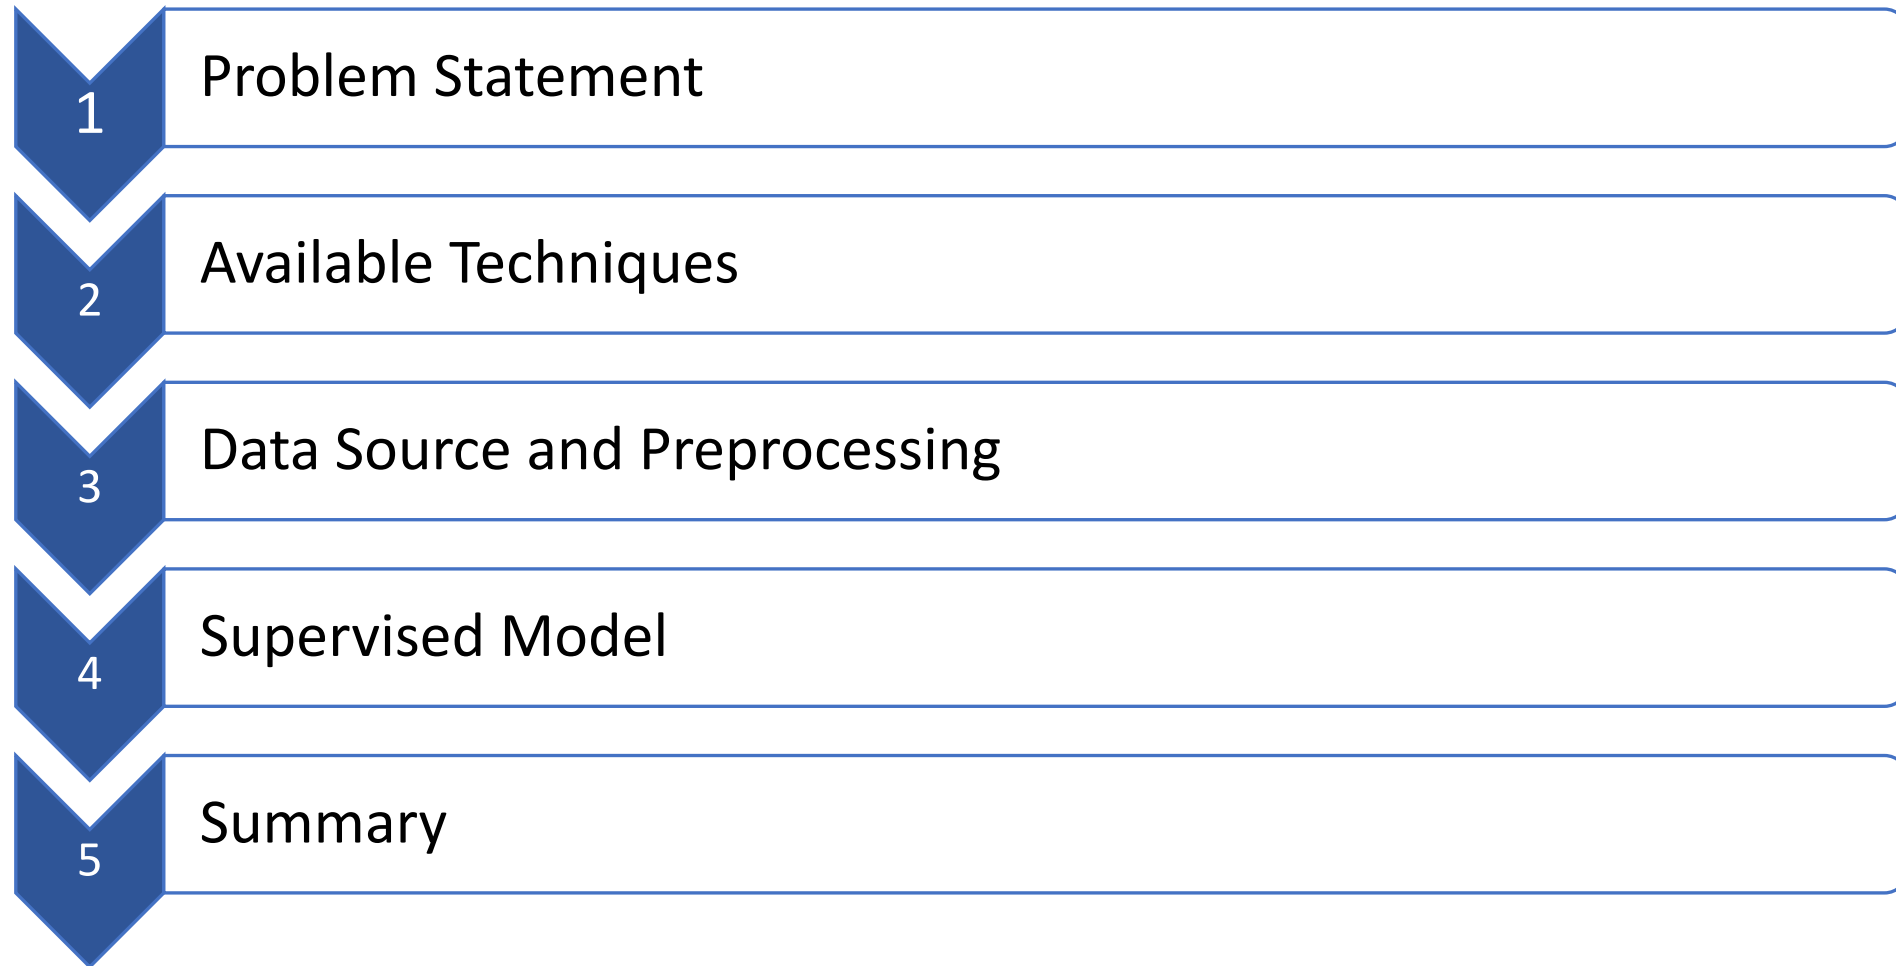 1
Problem Statement
2
Available Techniques
3
Data Source and Preprocessing
4
Supervised Model
5
Summary